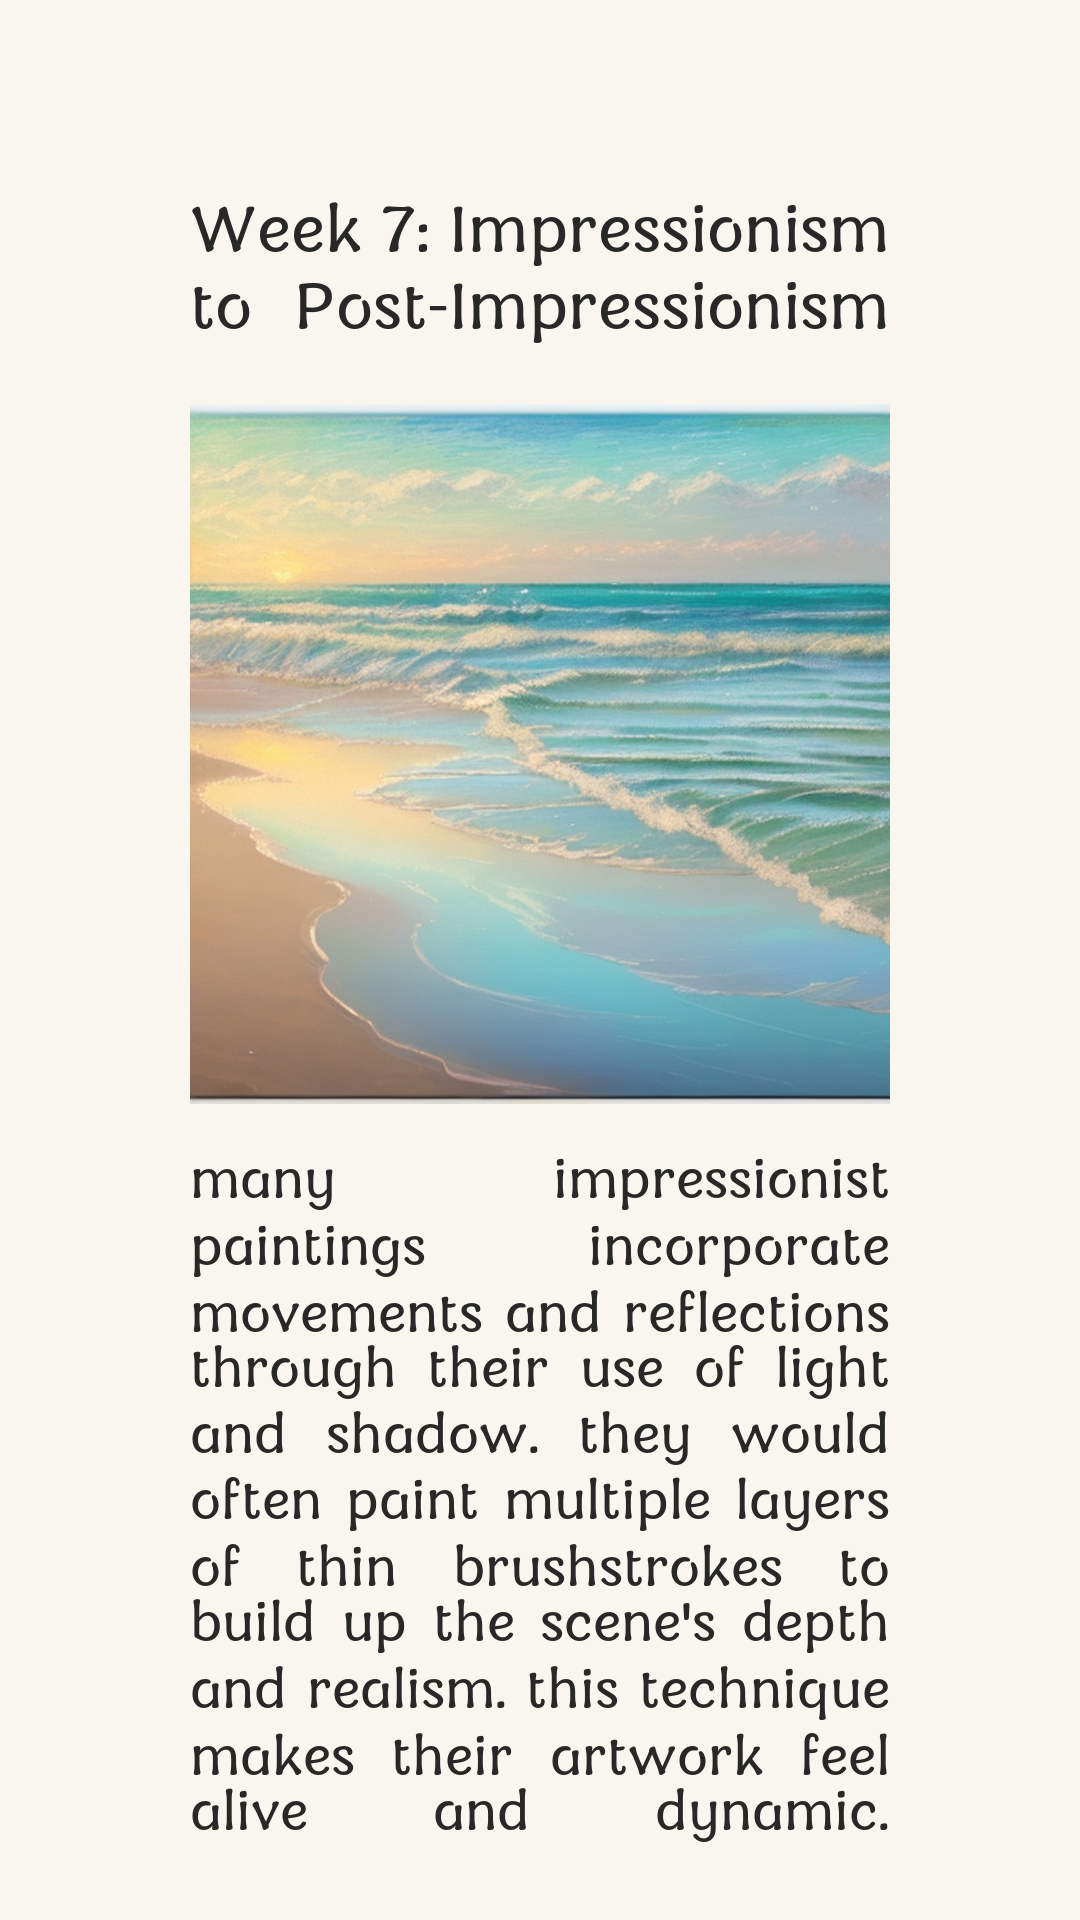 Week 7: Impressionism
to Post-Impressionism
many impressionist
paintings incorporate
movements and reflections
through their use of light
and shadow. they would
often paint multiple layers
of thin brushstrokes to
build up the scene's depth
and realism. this technique
makes their artwork feel
alive and dynamic.